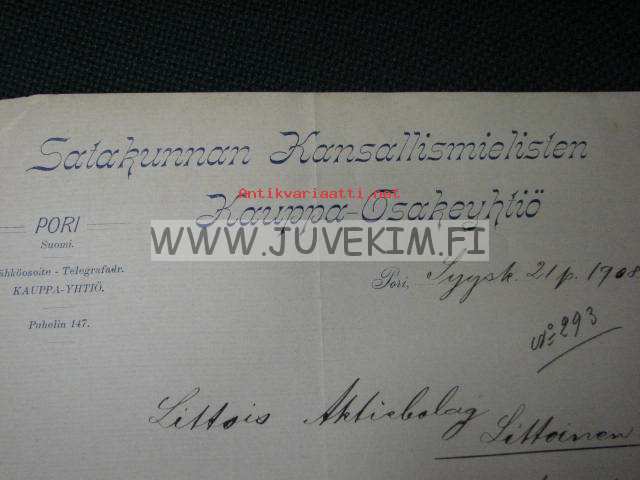 Satakunnan Kansallismielisten
Antikvariaatti.net
Kauppa-Osakeyhtiö
PORI
Suomi.
WWW.JUVEKIM.FI
ähköosoite - Telegrafadr.
KAUPPA-YHTIÖ.
Pori, Syysk. 21 p. 1908
Puhelin 147.
No 293
Littois Aktiebolag
Littoinen